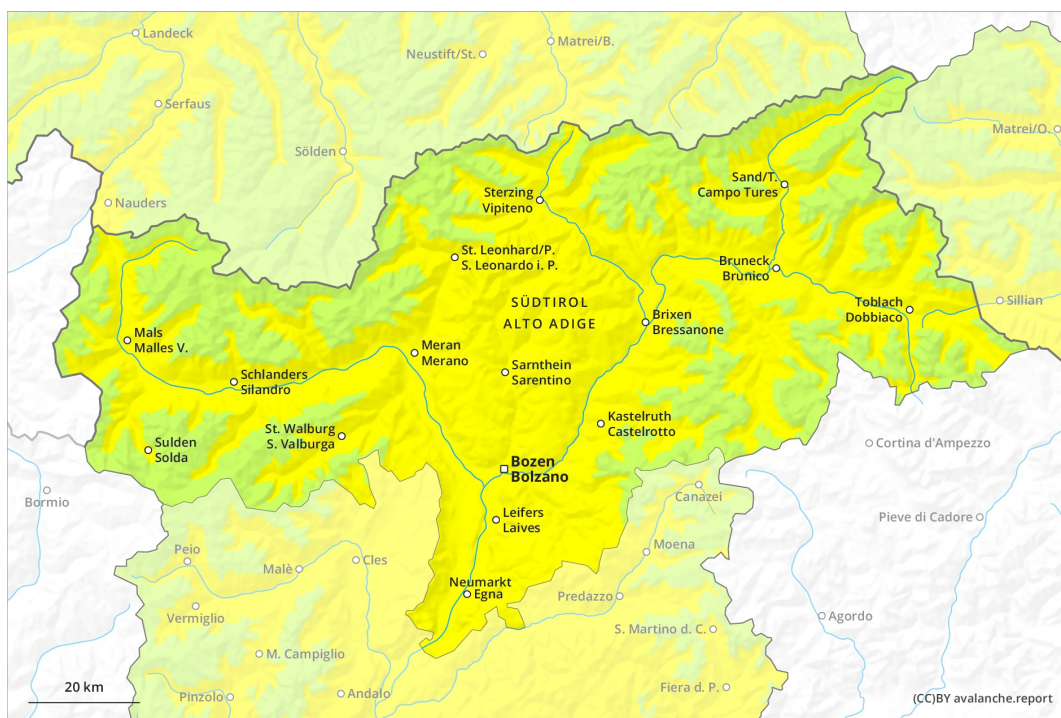 Landeck
Matrei/B.
Neustift/St.
Serfaus
Matrei/O.
Sölden
Sand/T.
Campo Tures
Sterzing
Vipiteno
Nauders
St. Leonhard/P.
S. Leonardo i. P.
Bruneck
Brunico
SÜDTIROL
ALTO ADIGE
Toblach
Dobbiaco
Sillian
Brixen
Bressanone
Mals
Malles V.
Meran
Merano
Sarnthein
Sarentino
Schlanders
Silandro
Kastelruth
Castelrotto
St. Walburg
S. Valburga
Sulden
Solda
Cortina d'Ampezzo
Bozen
Bolzano
Bormio
Canazei
Leifers
Laives
Pieve di Cadore
Peio
Moena
Cles
Malè
Neumarkt
Egna
Predazzo
Vermiglio
Agordo
S. Martino d. C.
M. Campiglio
20 km
Pinzolo
Andalo
Fiera d. P.
(CC)BY avalanche.report